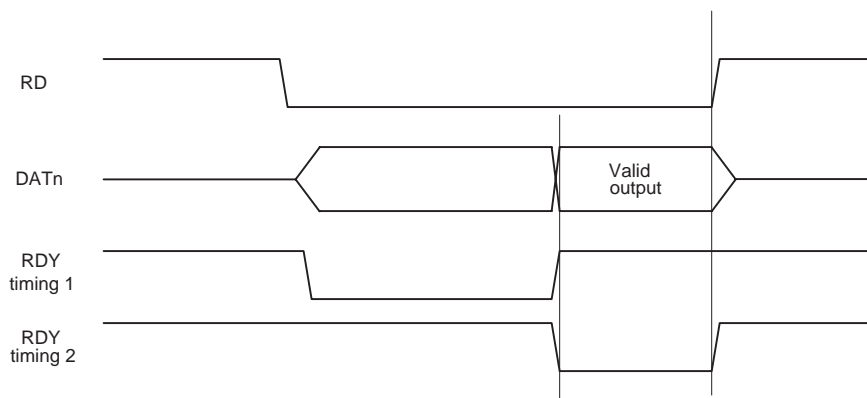 RD
DATn
Valid
output
RDY
timing 1
RDY
timing 2